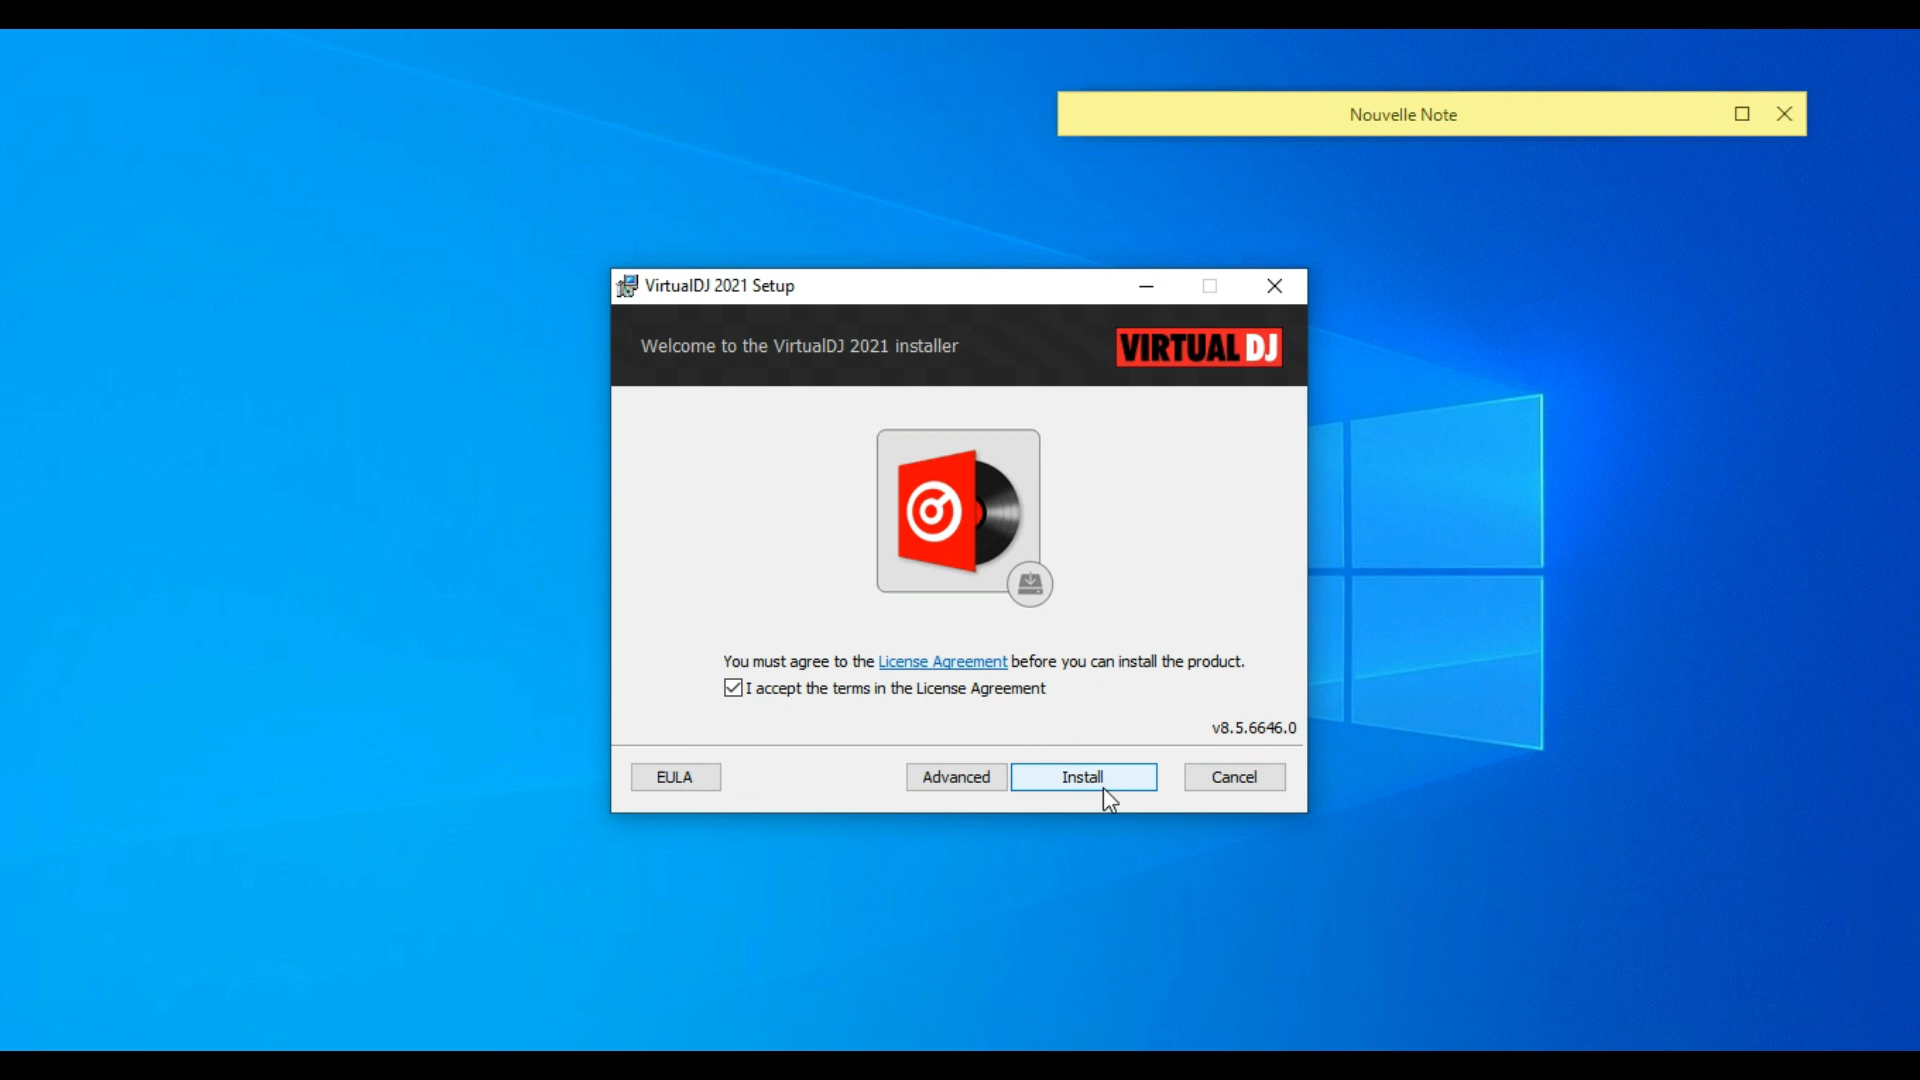 Nouvelle Note
VirtualDJ 2021 Setup
Welcome to the VirtualDJ 2021 installer
VIRTUAL DJ
You must agree to the License Agreement before you can install the product.
I accept the terms in the License Agreement
v8.5.6646.0
EULA
Advanced
Install
Cancel